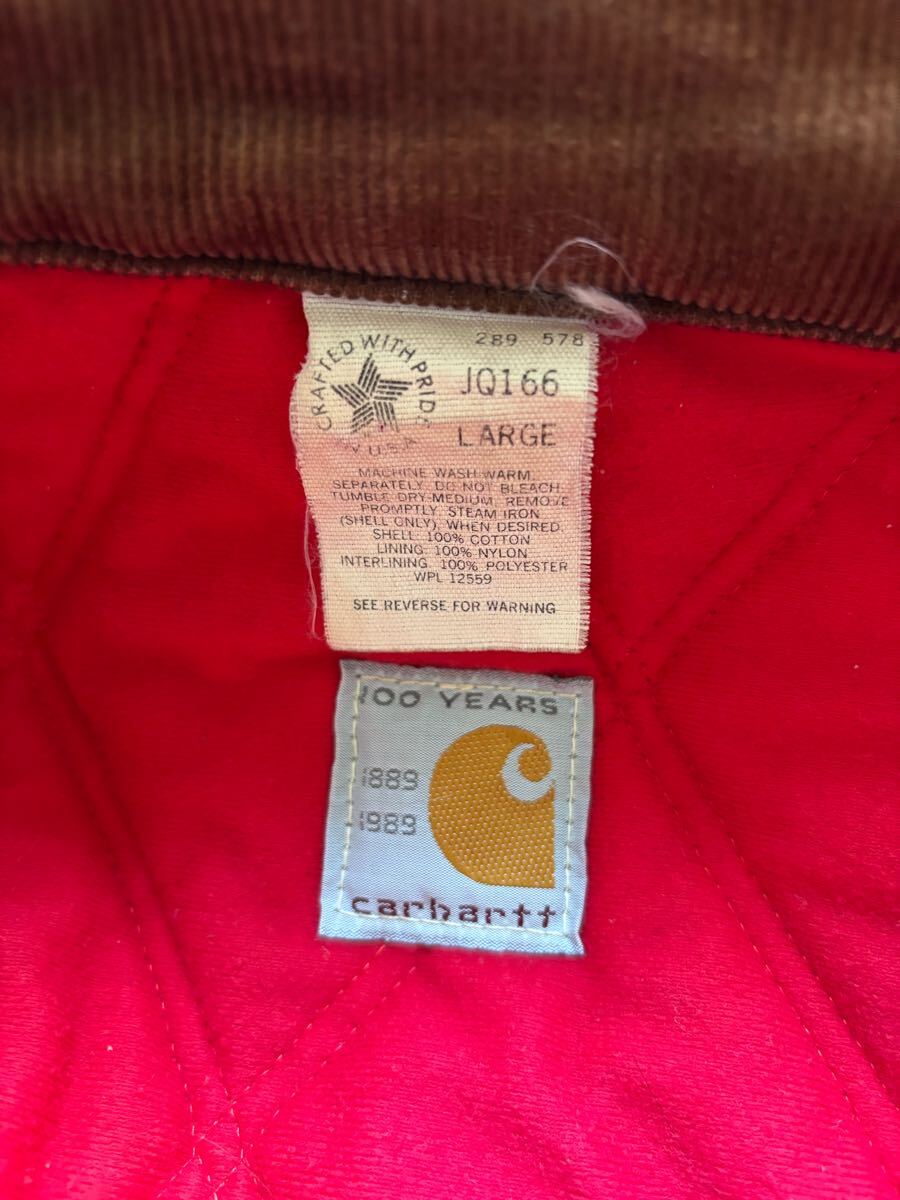 289 578
CRAFTED WITH PRIDE
U.S.A
JQ166
LARGE
MACHINE WASH WARM
SEPARATELY. DO NOT BLEACH.
TUMBLE DRY-MEDIUM. REMOVE
PROMPTLY. STEAM IRON
(SHELL ONLY), WHEN DESIRED.
SHELL: 100% COTTON
LINING: 100% NYLON
INTERLINING: 100% POLYESTER
WPL 12559
SEE REVERSE FOR WARNING
100 YEARS
1889
1989
carhartt